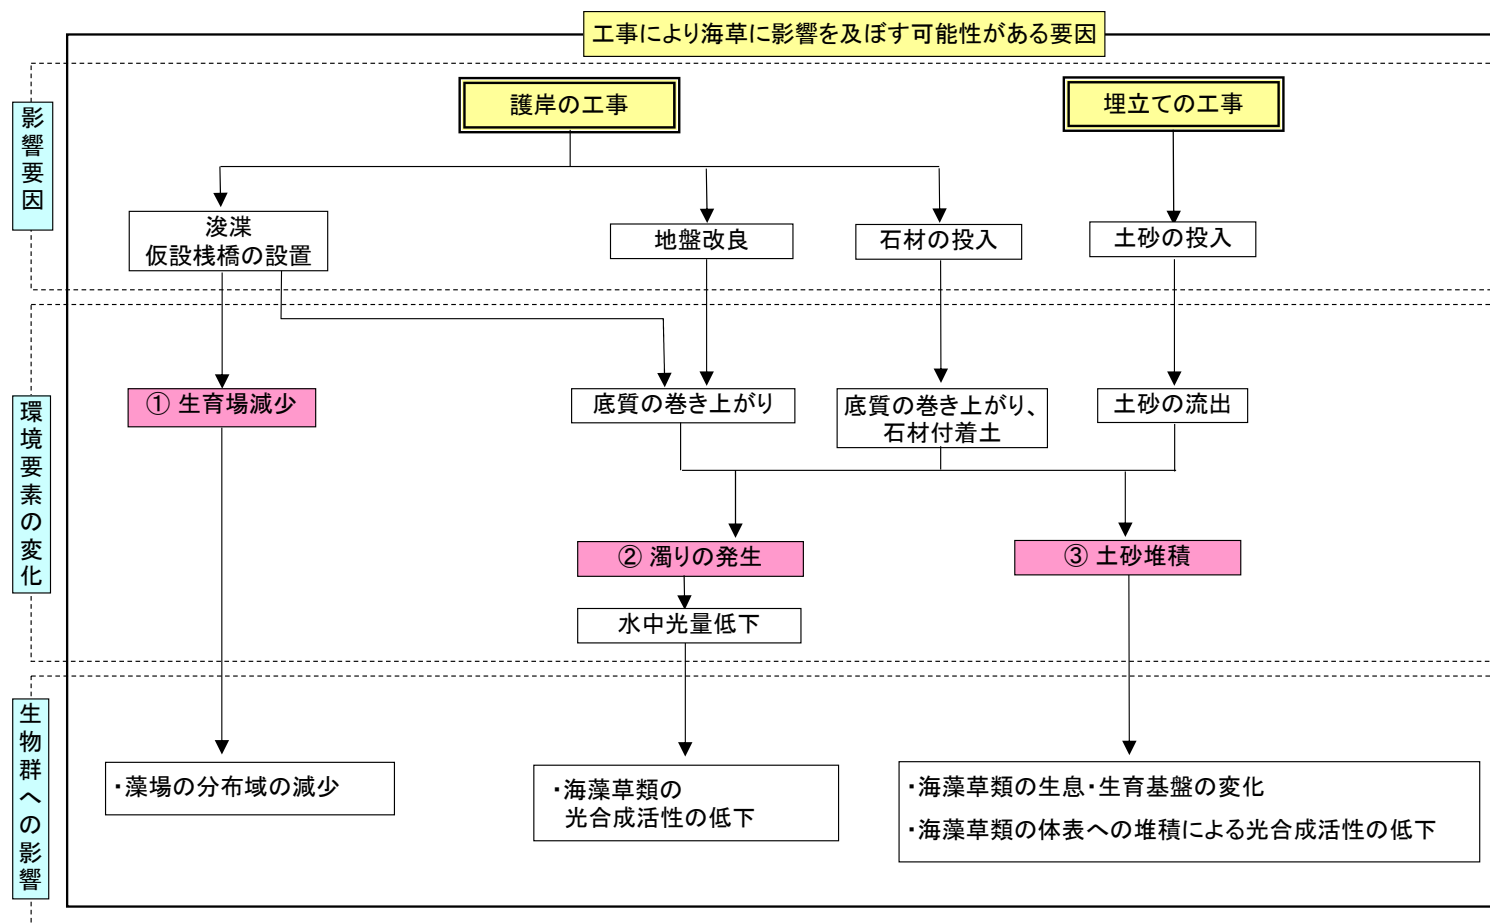 工事により海草に影響を及ぼす可能性がある要因
影響要因
護岸の工事
埋立ての工事
浚渫
仮設桟橋の設置
地盤改良
石材の投入
土砂の投入
環境要素の変化
① 生育場減少
底質の巻き上がり
底質の巻き上がり、
石材付着土
土砂の流出
② 濁りの発生
③ 土砂堆積
水中光量低下
生物群への影響
・藻場の分布域の減少
・海藻草類の
光合成活性の低下
・海藻草類の生息・生育基盤の変化
・海藻草類の体表への堆積による光合成活性の低下